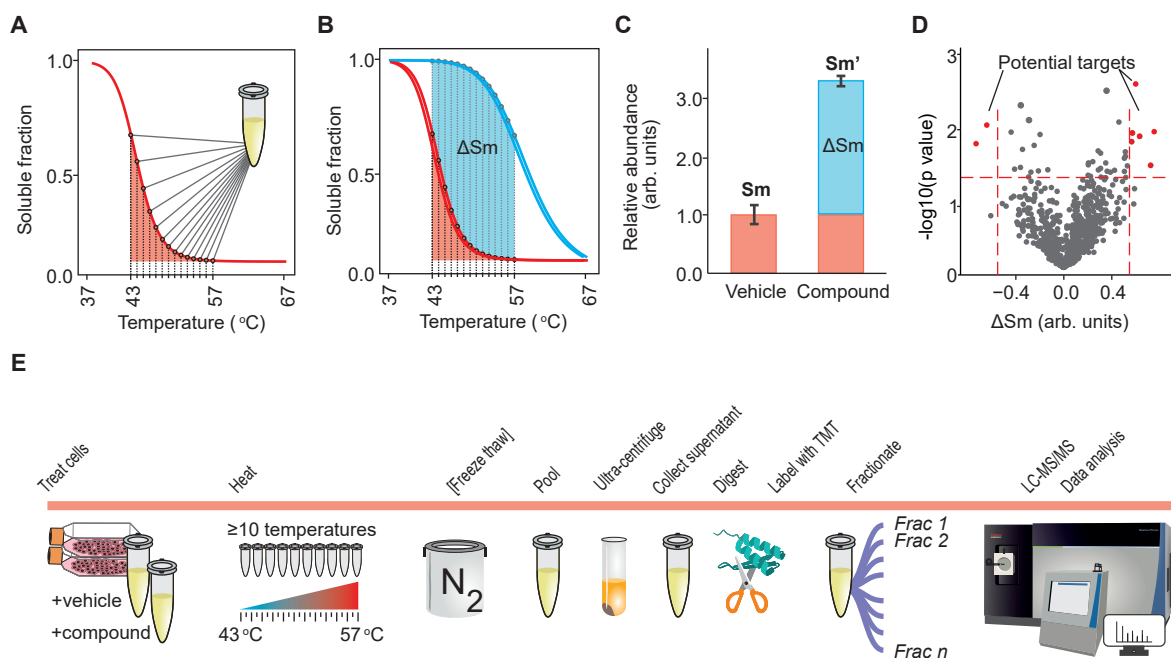 A
Soluble fraction
1.0
0.5
0.0
37
43
57
67
Temperature ( °C)
B
Soluble fraction
1.0
0.5
0.0
ΔSm
37
43
57
67
Temperature ( °C)
C
Relative abundance
(arb. units)
3.0
3.0
1.0
0.0
Sm
Sm’
ΔSm
Vehicle
Compound
D
Potential targets
-log10(p value)
3
2
1
0
−0.4
0.0
0.4
ΔSm (arb. units)
E
Treat cells
Heat
[Freeze thaw]
Pool
Ultra-centrifuge
Collect supernatant
Digest
Label with TMT
Fractionate
LC-MS/MS
Data analysis
+vehicle
+compound
≥10 temperatures
43 °C
57 °C
N2
Frac 1
Frac 2
Frac n